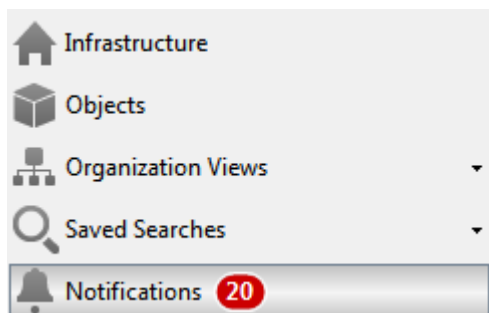 Infrastructure
Objects
Organization Views
Saved Searches
Notifications 20